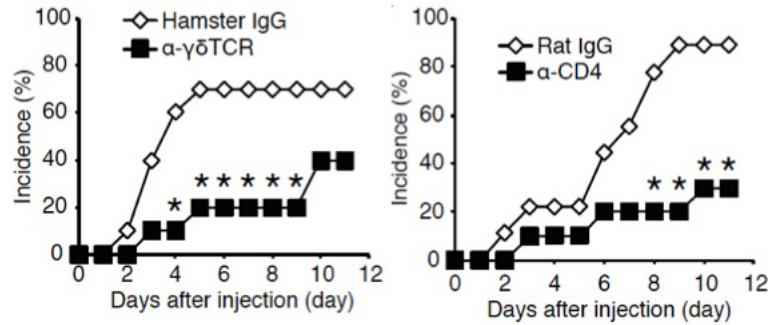 Incidence (%)
100
80
60
40
20
0
Hamster IgG
α-γδTCR
*
* * * * *
0 2 4 6 8 10 12
Days after injection (day)
Incidence (%)
100
80
60
40
20
0
Rat IgG
α-CD4
* *
* *
0 2 4 6 8 10 12
Days after injection (day)